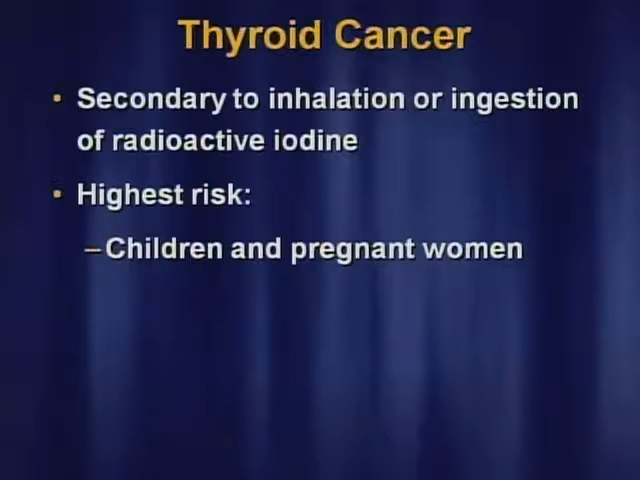 Thyroid Cancer
• Secondary to inhalation or ingestion
of radioactive iodine
• Highest risk:
– Children and pregnant women